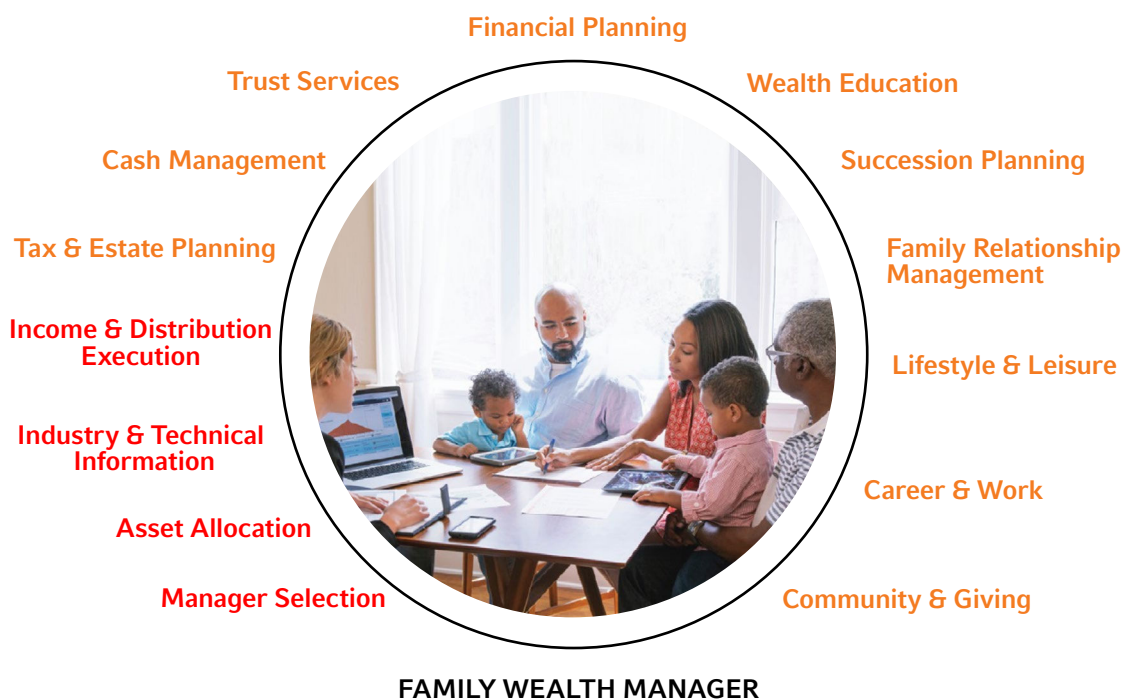 Financial Planning
Trust Services
Wealth Education
Cash Management
Succession Planning
Tax & Estate Planning
Family Relationship
Management
Income & Distribution
Execution
Lifestyle & Leisure
Industry & Technical
Information
Career & Work
Asset Allocation
Manager Selection
Community & Giving
FAMILY WEALTH MANAGER